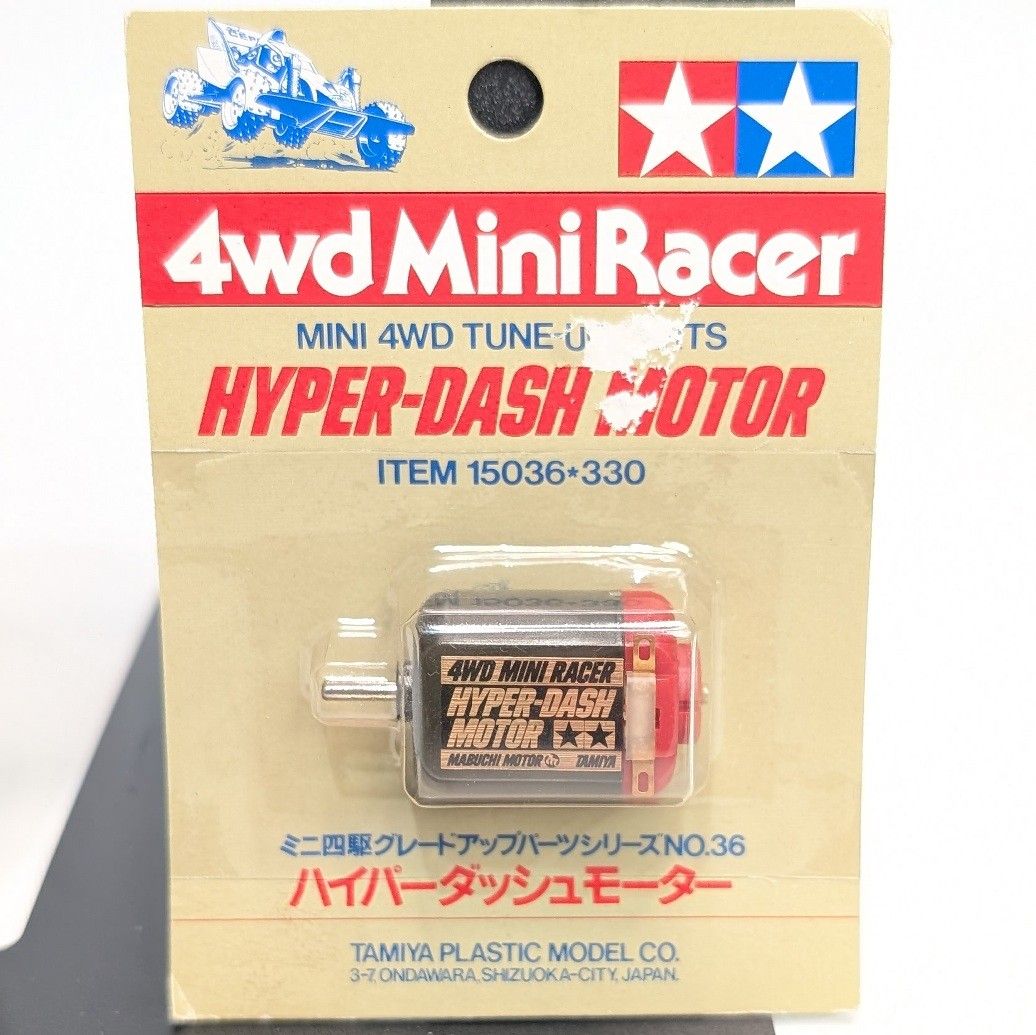 4wd Mini Racer
MINI 4WD TUNE-U TS
HYPER-DASH MOTOR
ITEM 15036*330
4WD MINI RACER
HYPER-DASH
MOTOR
MABUCHI MOTOR TAMIYA
ミニ四駆グレードアップパーツシリーズNO.36
ハイパーダッシュモーター
TAMIYA PLASTIC MODEL CO.
3-7, ONDAWARA, SHIZUOKA-CITY, JAPAN.